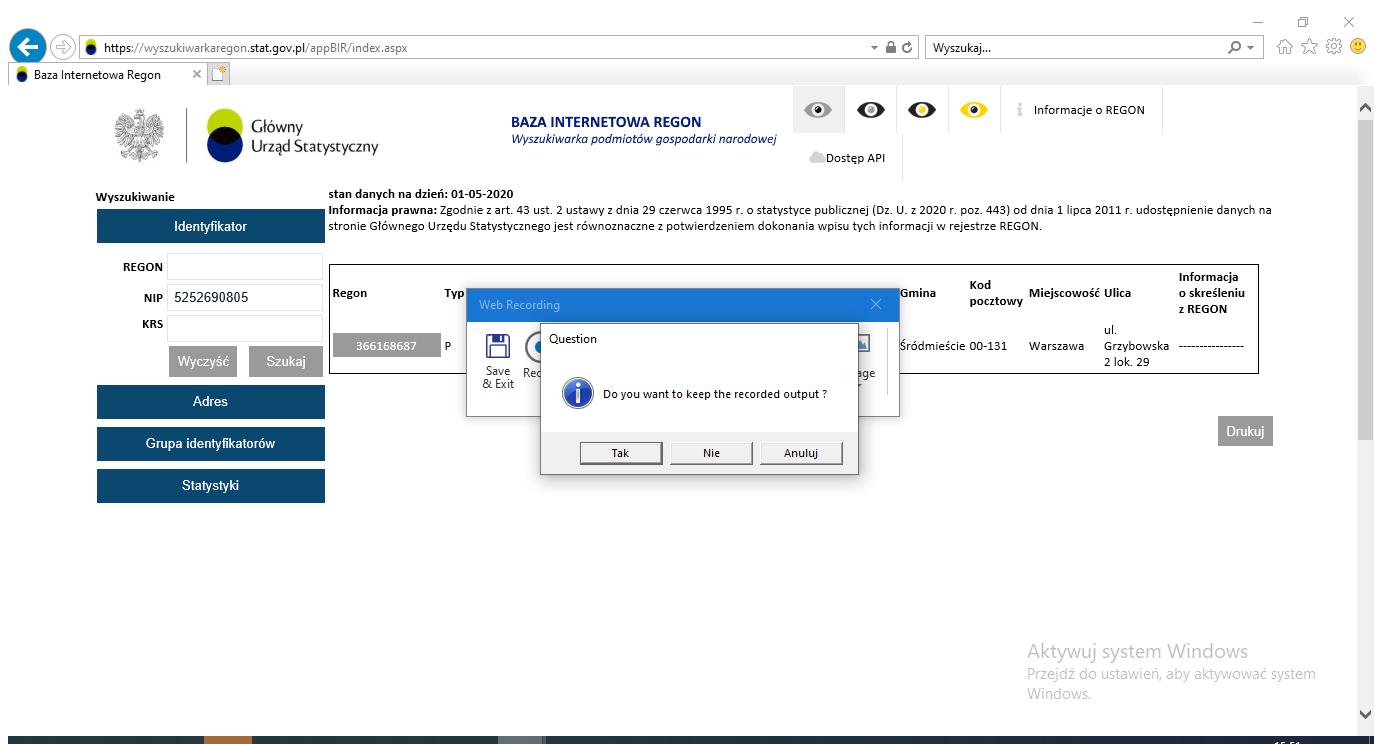 https://wyszukiwarkaregon.stat.gov.pl/appBIR/index.aspx
Wyszukaj...
Baza Internetowa Regon
Główny
Urząd Statystyczny
BAZA INTERNETOWA REGON
Wyszukiwarka podmiotów gospodarki narodowej
Informacje o REGON
Dostęp API
Wyszukiwanie
Identyfikator
REGON
NIP 5252690805
KRS
Wyczyść Szukaj
Adres
Grupa identyfikatorów
Statystyki
stan danych na dzień: 01-05-2020
Informacja prawna: Zgodnie z art. 43 ust. 2 ustawy z dnia 29 czerwca 1995 r. o statystyce publicznej (Dz. U. z 2020 r. poz. 443) od dnia 1 lipca 2011 r. udostępnienie danych na
stronie Głównego Urzędu Statystycznego jest równoznaczne z potwierdzeniem dokonania wpisu tych informacji w rejestrze REGON.
Regon Typ Gmina Kod pocztowy Miejscowość Ulica Informacja o skreśleniu z REGON
366168687 P Śródmieście 00-131 Warszawa ul. Grzybowska 2 lok. 29 ----------------
Drukuj
Web Recording
Save
& Exit
Question
Do you want to keep the recorded output ?
Tak Nie Anuluj
Aktywuj system Windows
Przejdź do ustawień, aby aktywować system
Windows.